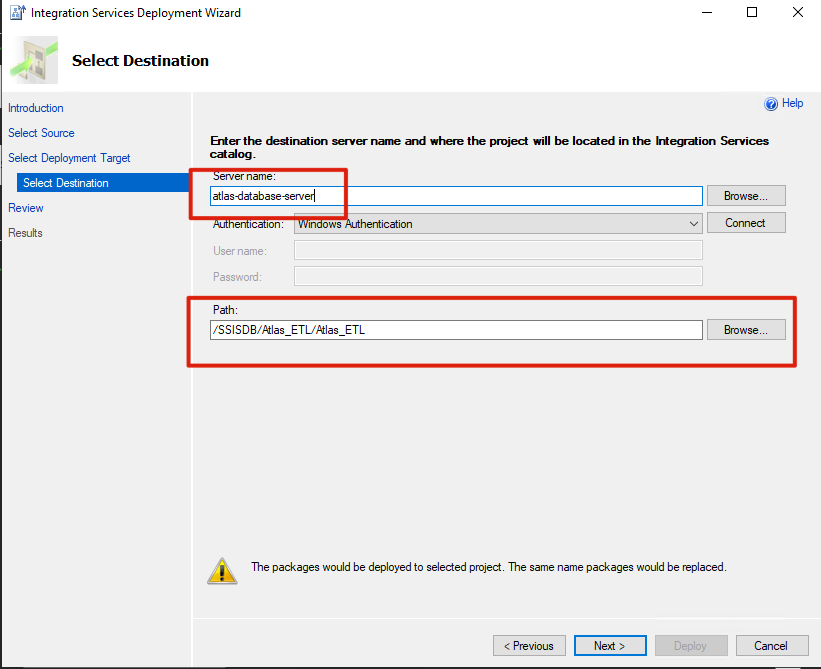 Integration Services Deployment Wizard
Select Destination
Help
Introduction
Select Source
Select Deployment Target
Select Destination
Review
Results
Enter the destination server name and where the project will be located in the Integration Services
catalog.
Server name:
atlas-database-server
Browse...
Authentication:
Windows Authentication
Connect
User name:
Password:
Path:
/SSISDB/Atlas_ETL/Atlas_ETL
Browse...
The packages would be deployed to selected project. The same name packages would be replaced.
< Previous
Next >
Deploy
Cancel